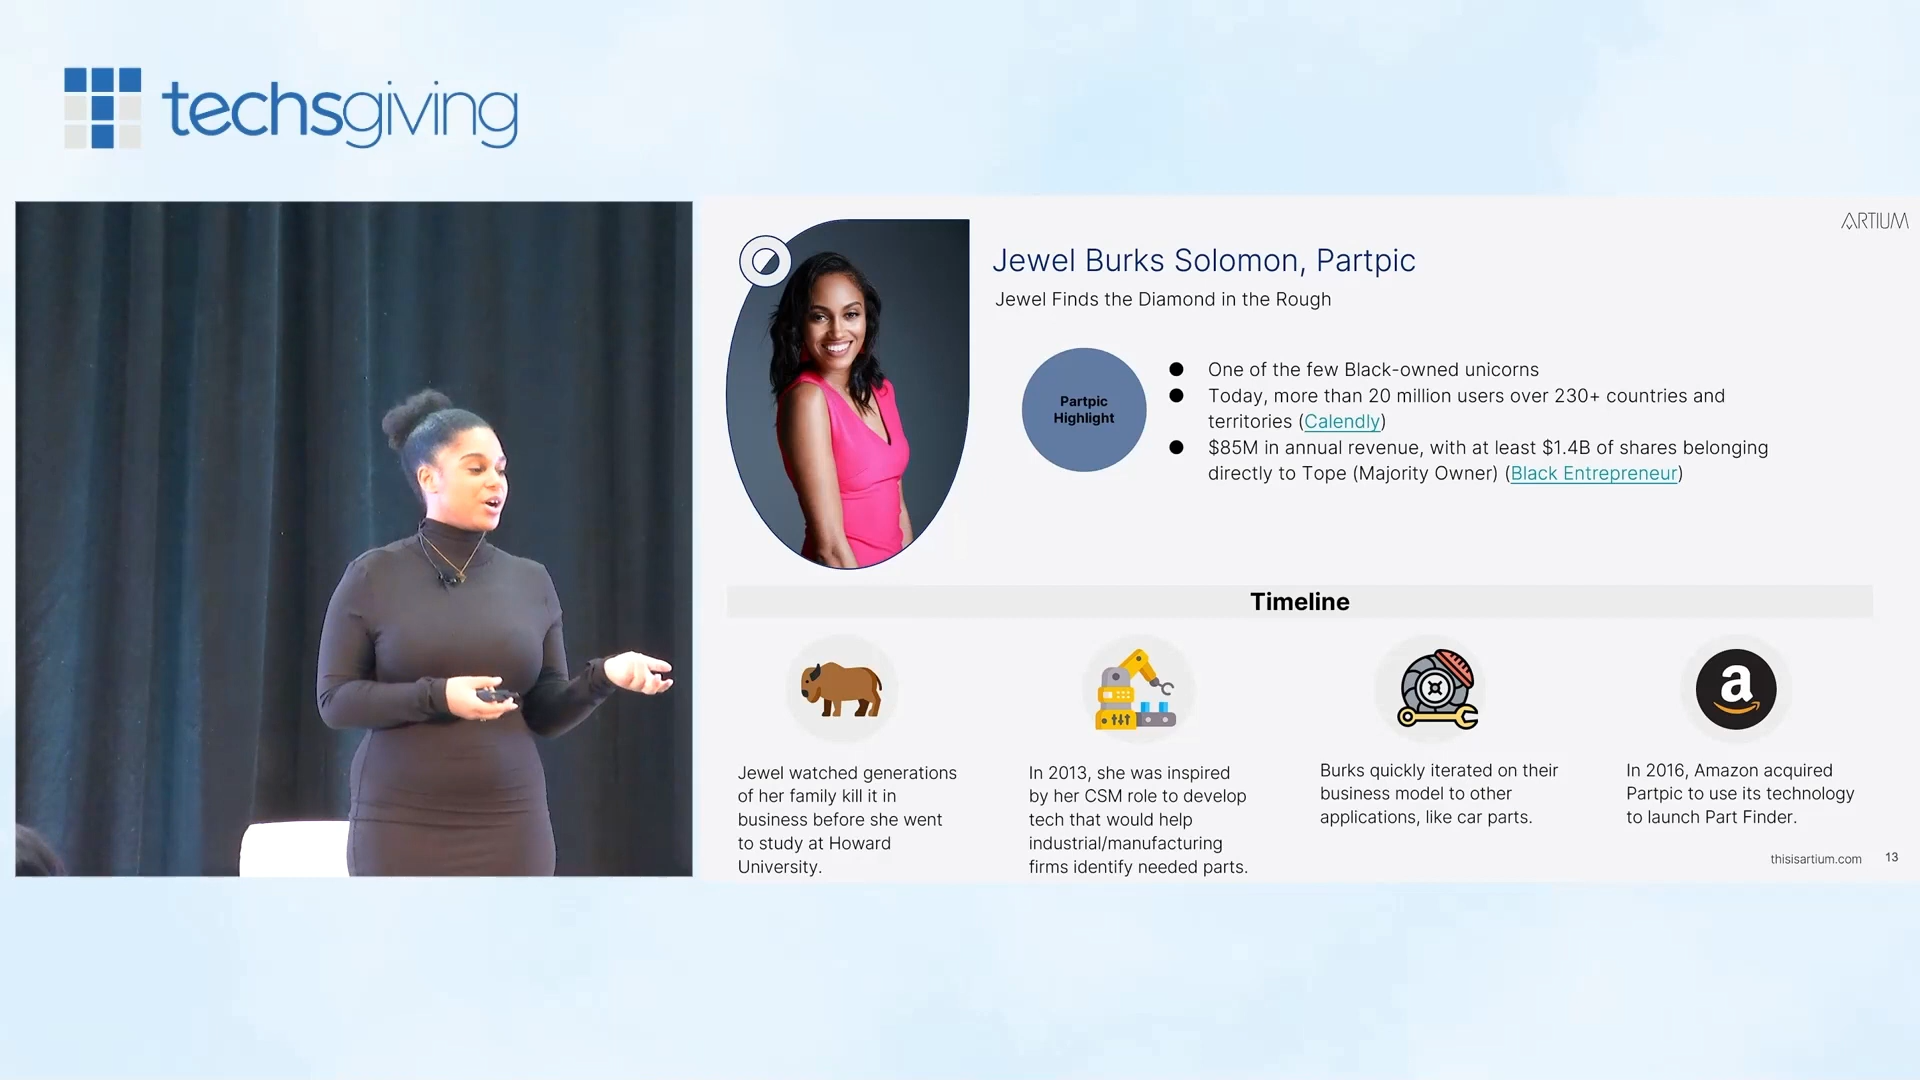 techsgiving
ARTIUM
Jewel Burks Solomon, Partpic
Jewel Finds the Diamond in the Rough
Partpic
Highlight
● One of the few Black-owned unicorns
● Today, more than 20 million users over 230+ countries and
territories (Calendly)
● $85M in annual revenue, with at least $1.4B of shares belonging
directly to Tope (Majority Owner) (Black Entrepreneur)
Timeline
a
Jewel watched generations
of her family kill it in
business before she went
to study at Howard
University.
In 2013, she was inspired
by her CSM role to develop
tech that would help
industrial/manufacturing
firms identify needed parts.
Burks quickly iterated on their
business model to other
applications, like car parts.
In 2016, Amazon acquired
Partpic to use its technology
to launch Part Finder.
thisisartium.com 13